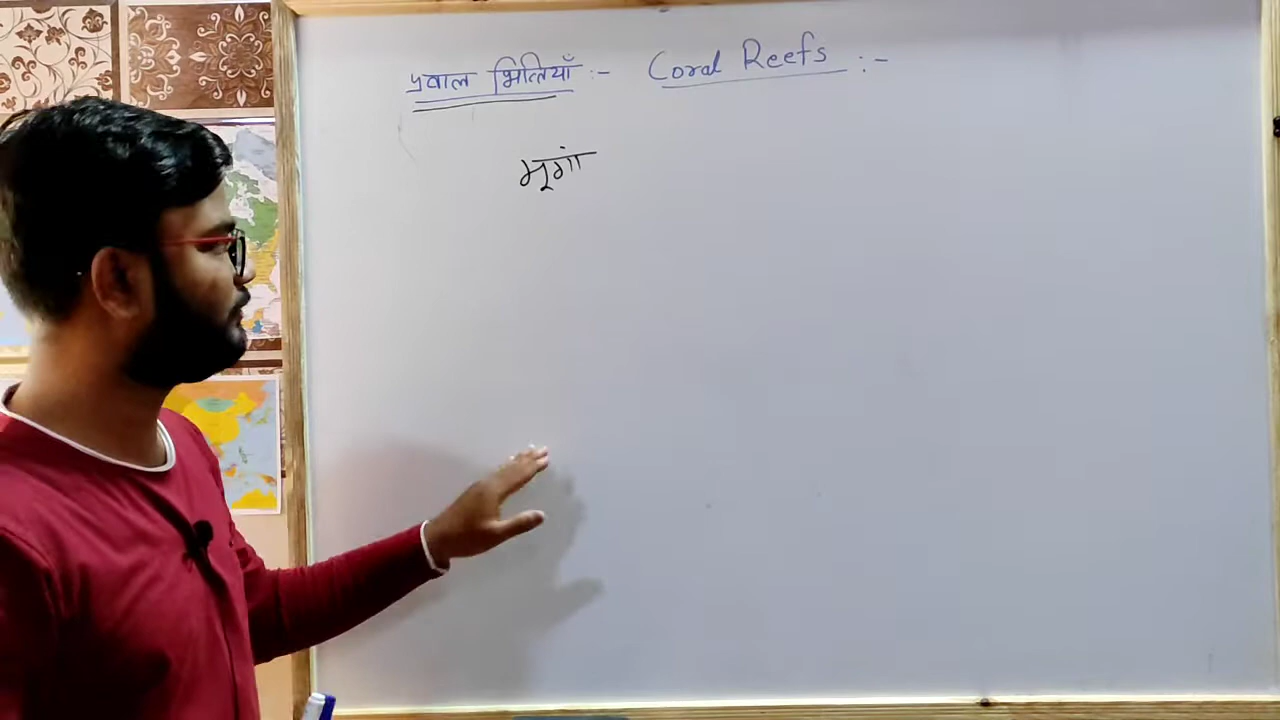 प्रवाल भित्तियाँ :- Coral Reefs :-
मूगां